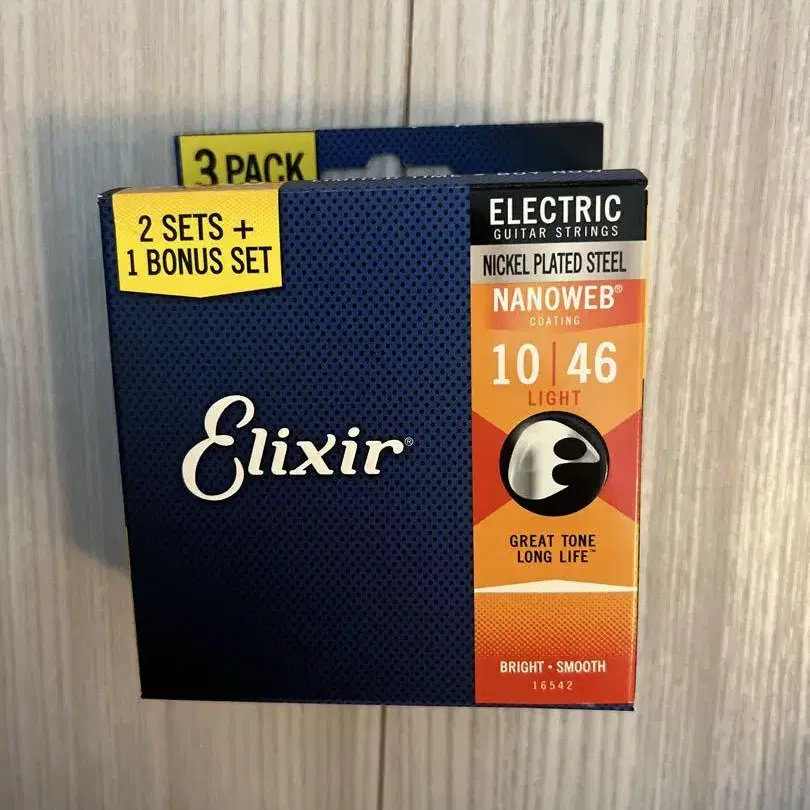 3 PACK
2 SETS +
1 BONUS SET
Elixir®
ELECTRIC
GUITAR STRINGS
NICKEL PLATED STEEL
NANOWEB®
COATING
10 | 46
LIGHT
GREAT TONE
LONG LIFE™
BRIGHT • SMOOTH
16542